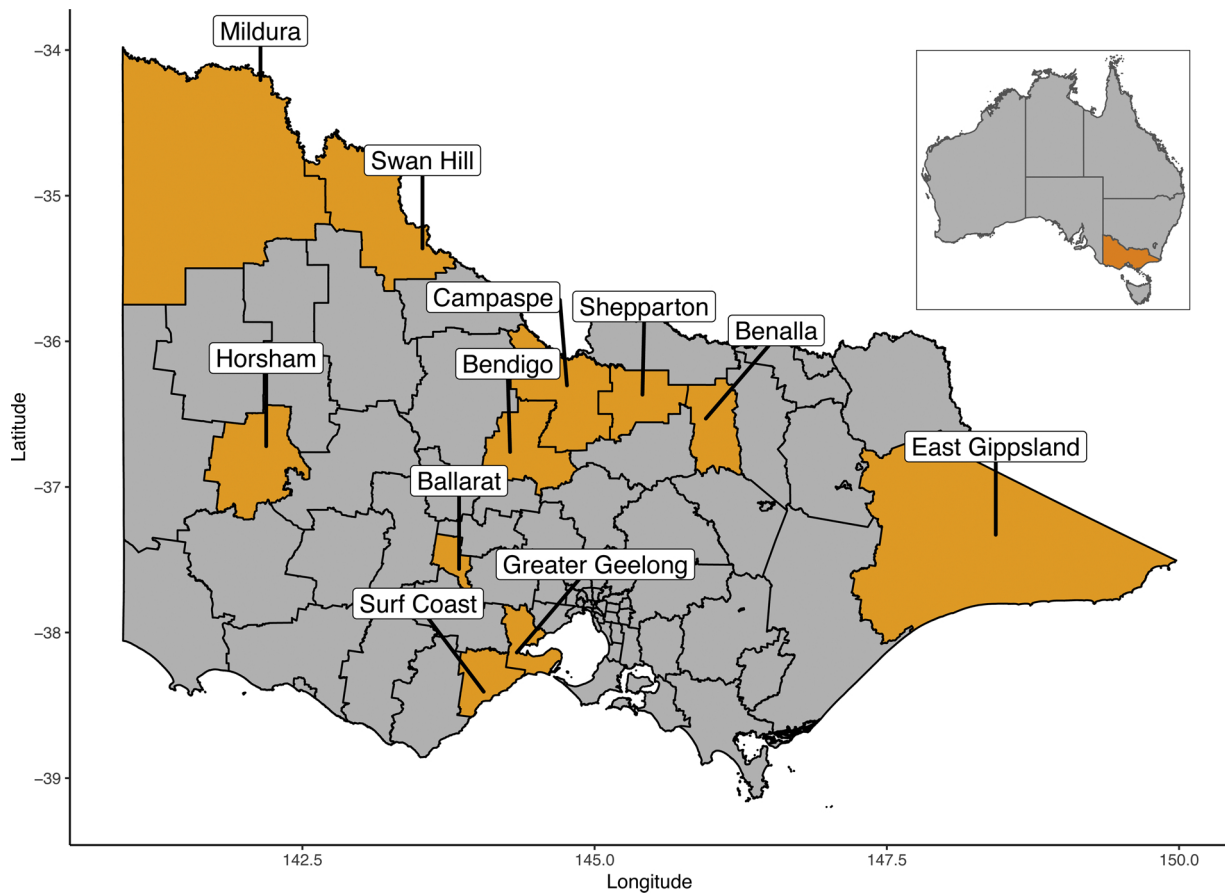 Mildura
−34
Swan Hill
−35
Campaspe
Shepparton
Benalla
−36
Horsham
Bendigo
East Gippsland
Latitude
−37
Ballarat
Greater Geelong
Surf Coast
−38
−39
142.5
145.0
147.5
150.0
Longitude